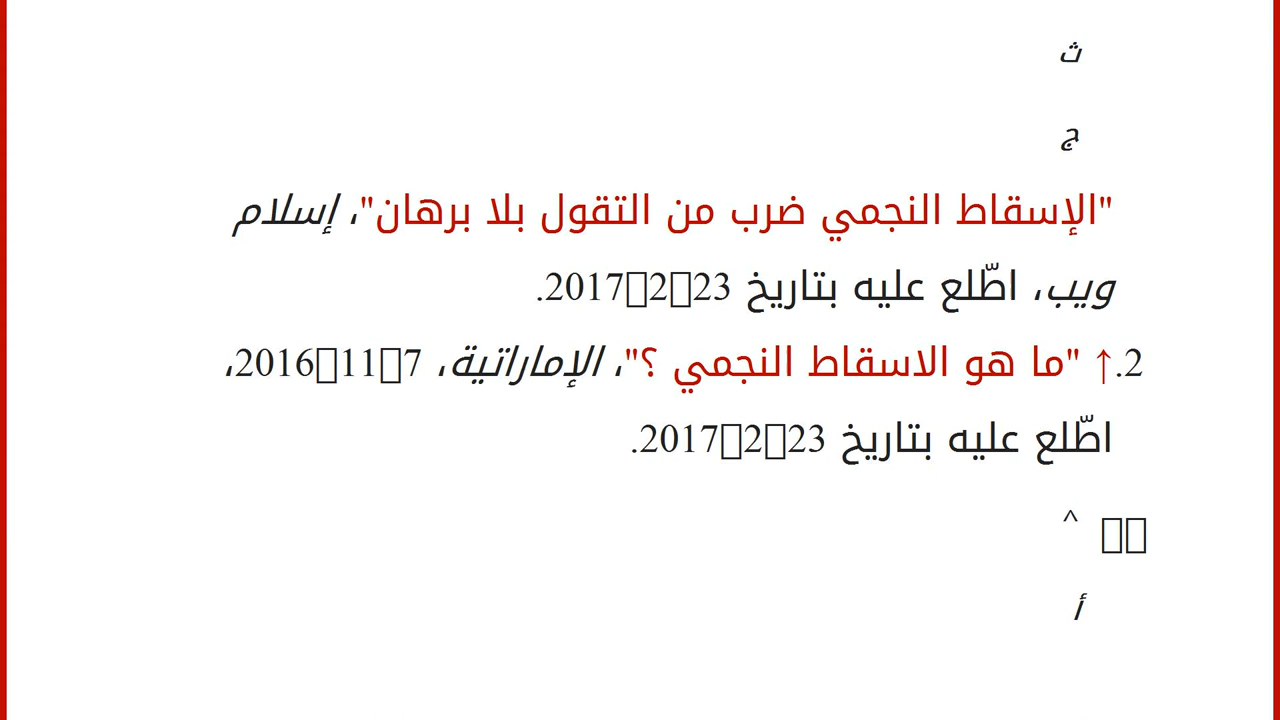 ث
ج
"الإسقاط النجمي ضرب من التقول بلا برهان"، إسلام
ويب، اطّلع عليه بتاريخ 23▯2▯2017.
2.↑ "ما هو الاسقاط النجمي ؟"، الإماراتية، 7▯11▯2016،
اطّلع عليه بتاريخ 23▯2▯2017.
▯▯ ^
أ